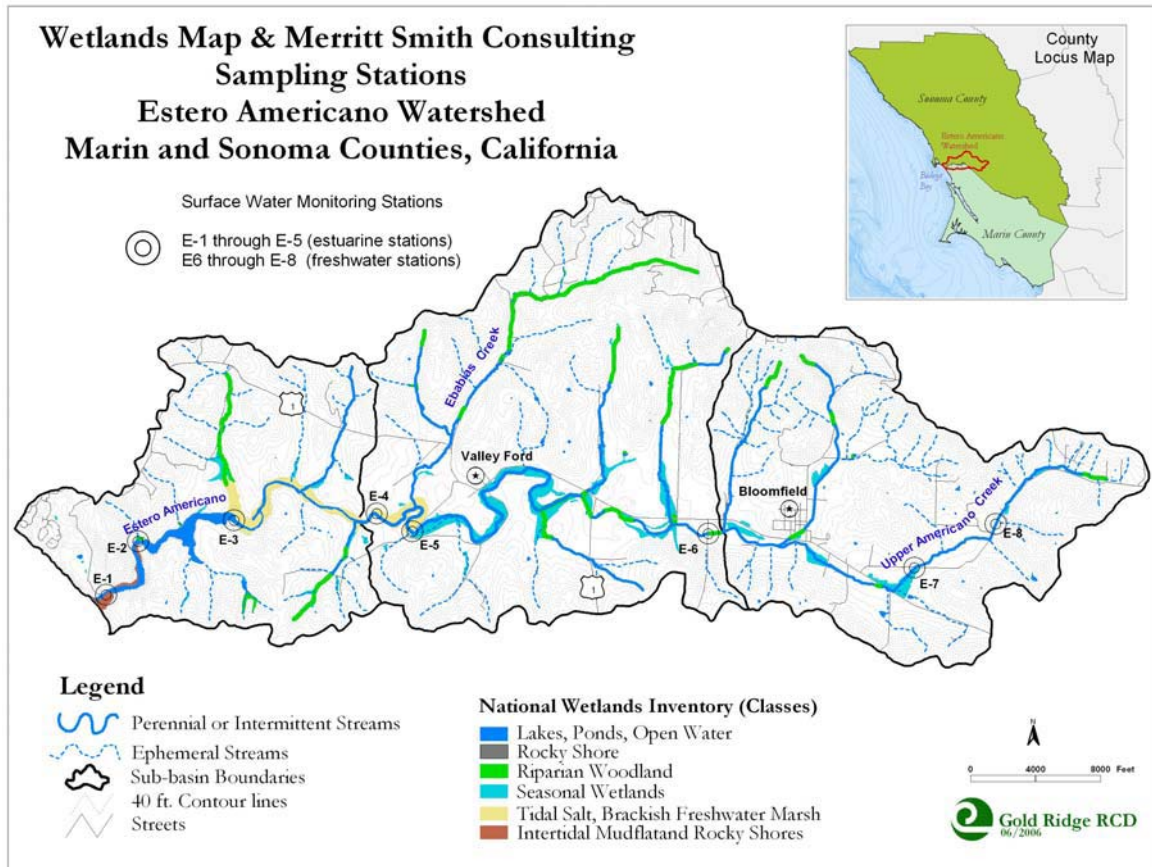 Wetlands Map & Merritt Smith Consulting
Sampling Stations
Estero Americano Watershed
Marin and Sonoma Counties, California
County
Locus Map
Sonoma County
Estero Americano
Watershed
Bodega
Bay
Marin County
Surface Water Monitoring Stations
E-1 through E-5 (estuarine stations)
E6 through E-8 (freshwater stations)
Ebabias Creek
1
Valley Ford
Bloomfield
Estero Americano
Upper Americano Creek
E-1
E-2
E-3
E-4
E-5
E-6
E-7
E-8
1
Legend
Perennial or Intermittent Streams
Ephemeral Streams
Sub-basin Boundaries
40 ft. Contour lines
Streets
National Wetlands Inventory (Classes)
Lakes, Ponds, Open Water
Rocky Shore
Riparian Woodland
Seasonal Wetlands
Tidal Salt, Brackish Freshwater Marsh
Intertidal Mudflatand Rocky Shores
N
0 4000 8000 Feet
Gold Ridge RCD
06/2006